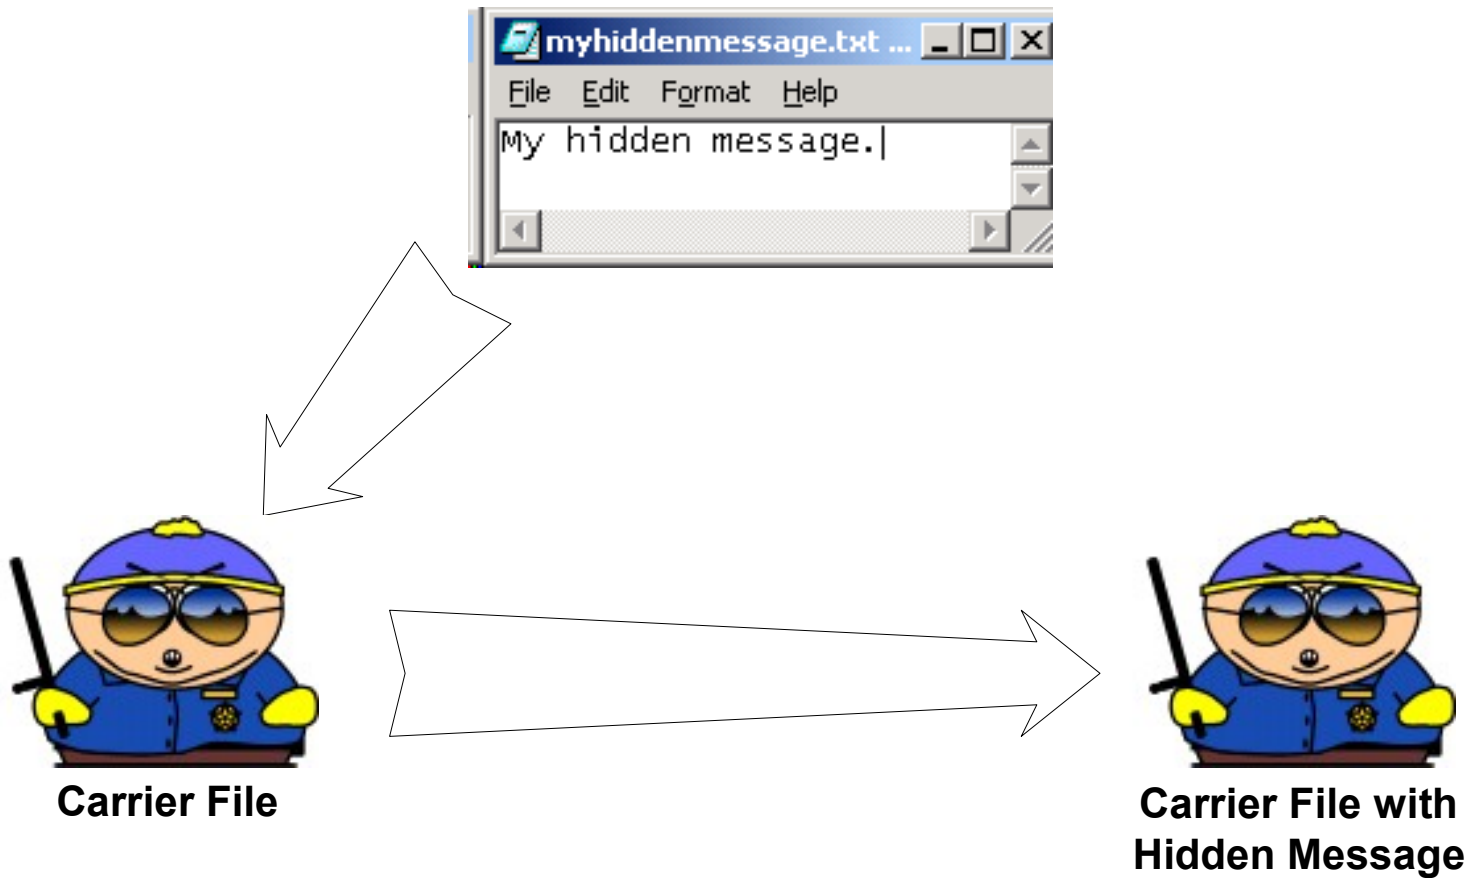 myhiddenmessage.txt ...
File Edit Format Help
My hidden message.
Carrier File
Carrier File with
Hidden Message